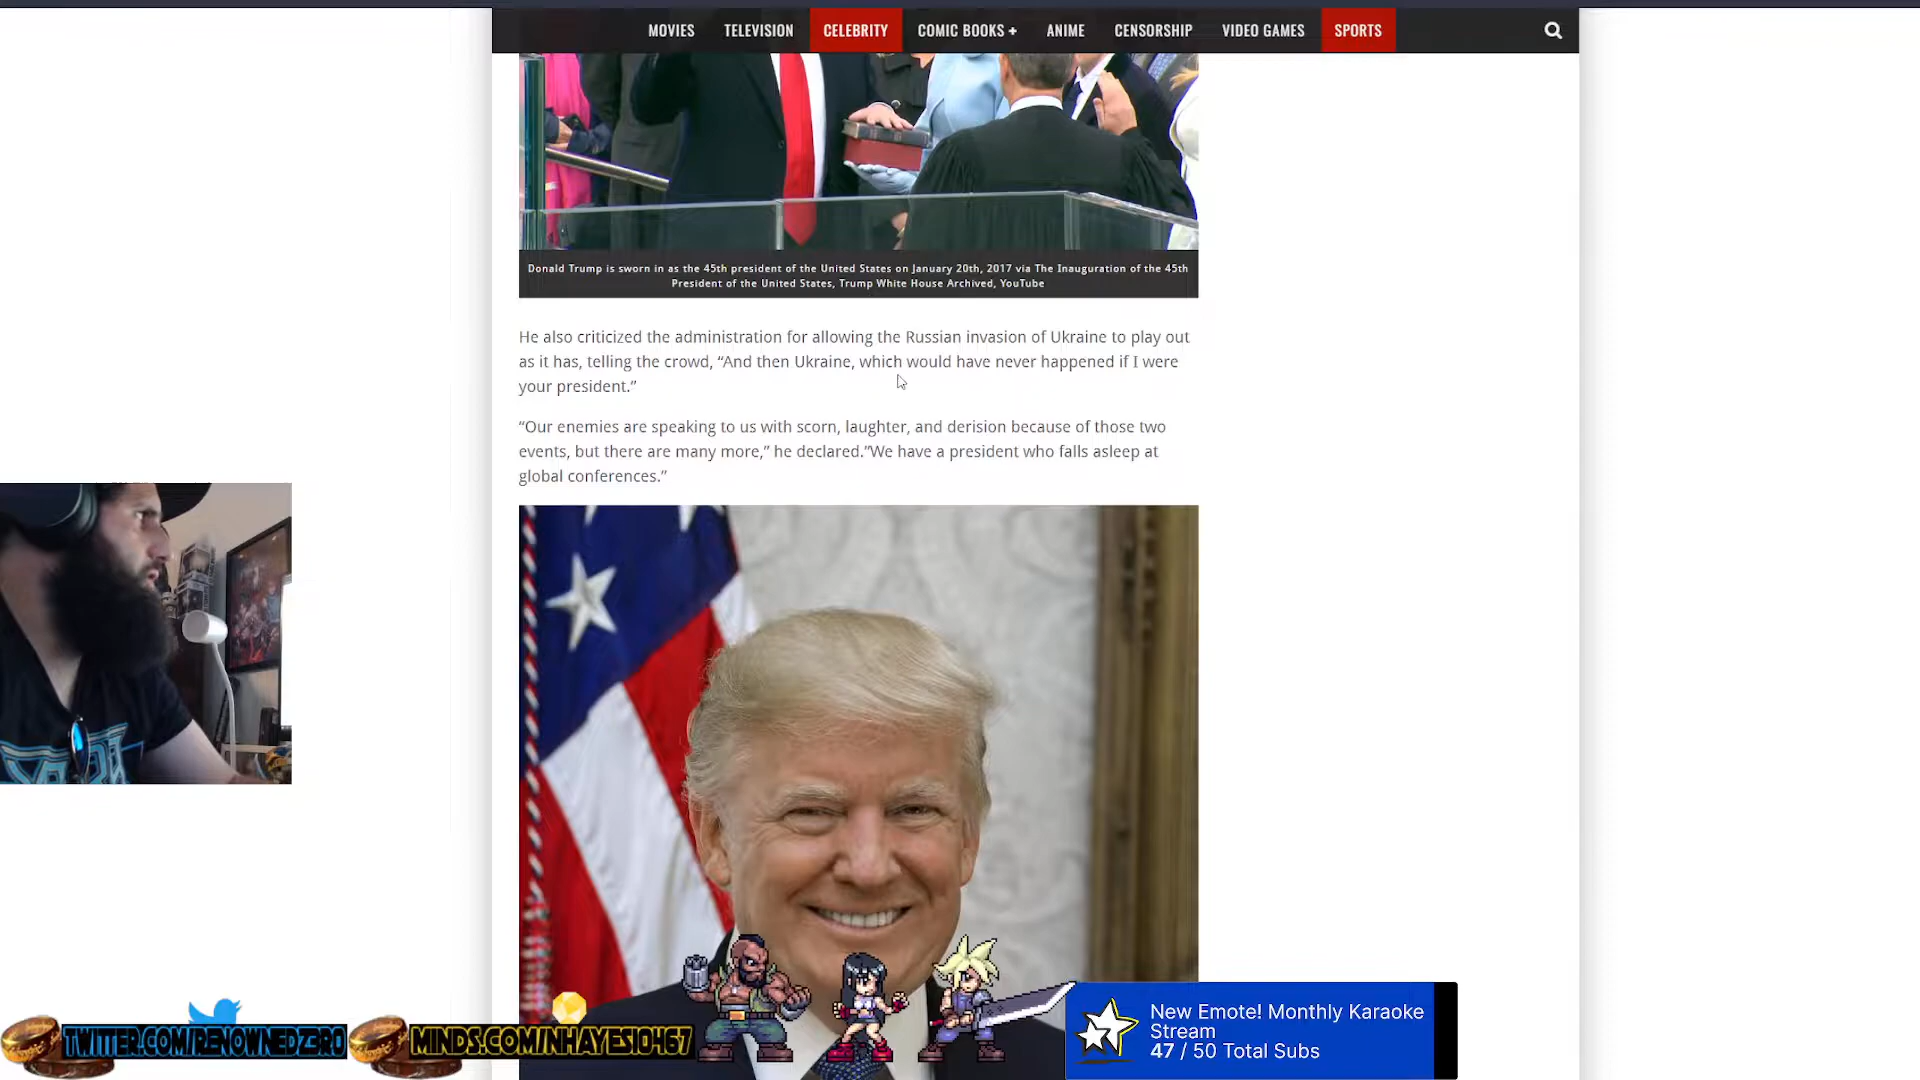 MOVIES TELEVISION CELEBRITY COMIC BOOKS + ANIME CENSORSHIP VIDEO GAMES SPORTS
Donald Trump is sworn in as the 45th president of the United States on January 20th, 2017 via The Inauguration of the 45th
President of the United States, Trump White House Archived, YouTube
He also criticized the administration for allowing the Russian invasion of Ukraine to play out
as it has, telling the crowd, “And then Ukraine, which would have never happened if I were
your president.”
“Our enemies are speaking to us with scorn, laughter, and derision because of those two
events, but there are many more,” he declared.”We have a president who falls asleep at
global conferences.”
TWITTER.COM/RENOWNEDZ3R0
MINDS.COM/NHAYES10467
New Emote! Monthly Karaoke
Stream
47 / 50 Total Subs